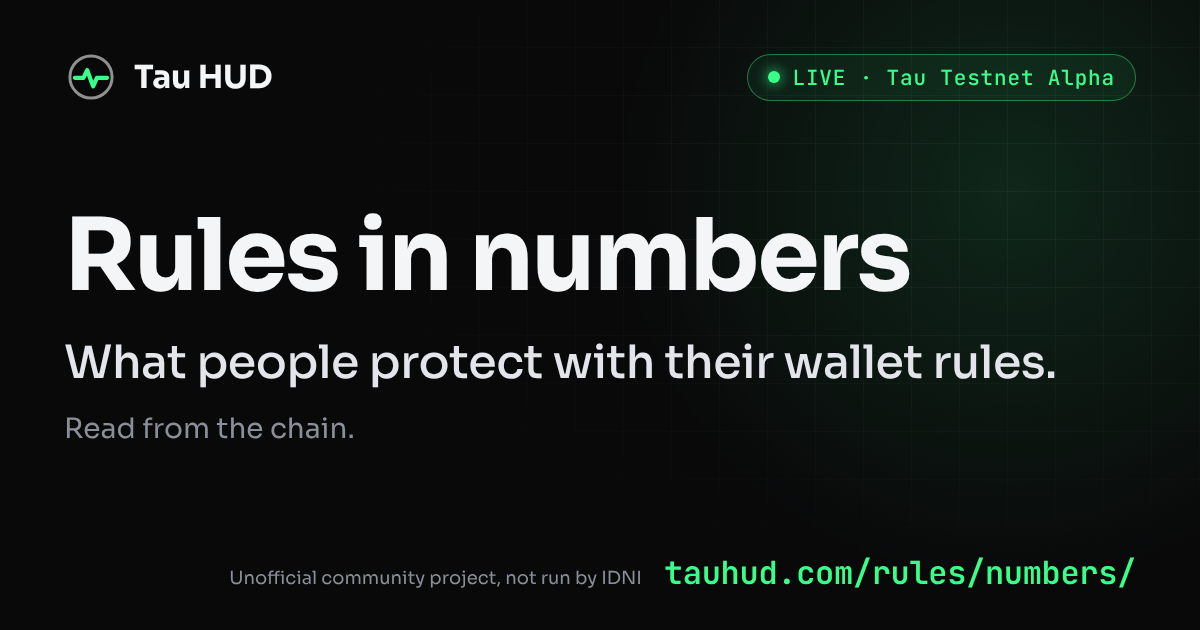 Tau HUD
LIVE · Tau Testnet Alpha
Rules in numbers
What people protect with their wallet rules.
Read from the chain.
Unofficial community project, not run by IDNI
tauhud.com/rules/numbers/